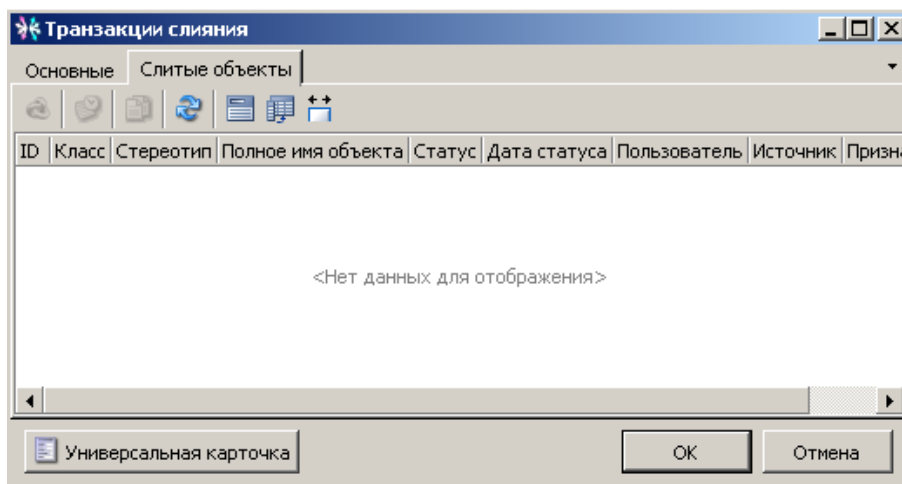 Транзакции слияния
Основные Слитые объекты
ID Класс Стереотип Полное имя объекта Статус Дата статуса Пользователь Источник Призна
<Нет данных для отображения>
Универсальная карточка OK Отмена